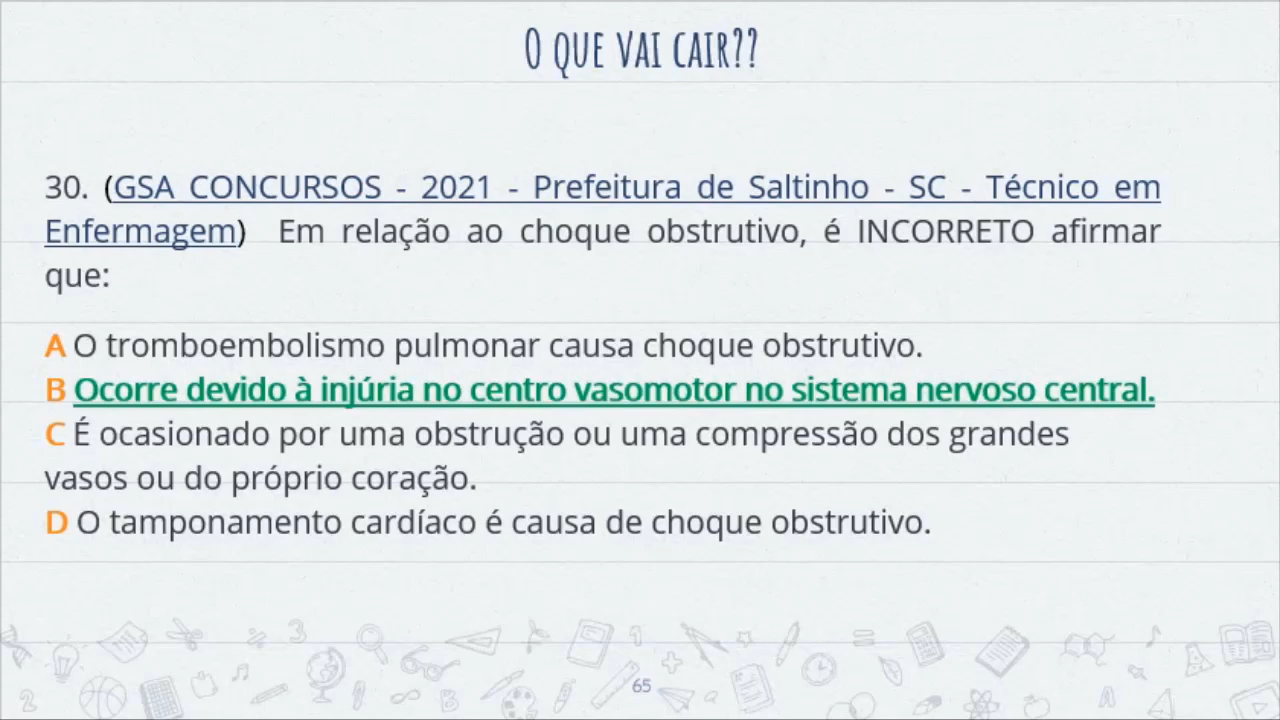 O QUE VAI CAIR??
30. (GSA CONCURSOS - 2021 - Prefeitura de Saltinho - SC - Técnico em
Enfermagem) Em relação ao choque obstrutivo, é INCORRETO afirmar
que:
A O tromboembolismo pulmonar causa choque obstrutivo.
B Ocorre devido à injúria no centro vasomotor no sistema nervoso central.
C É ocasionado por uma obstrução ou uma compressão dos grandes
vasos ou do próprio coração.
D O tamponamento cardíaco é causa de choque obstrutivo.
65